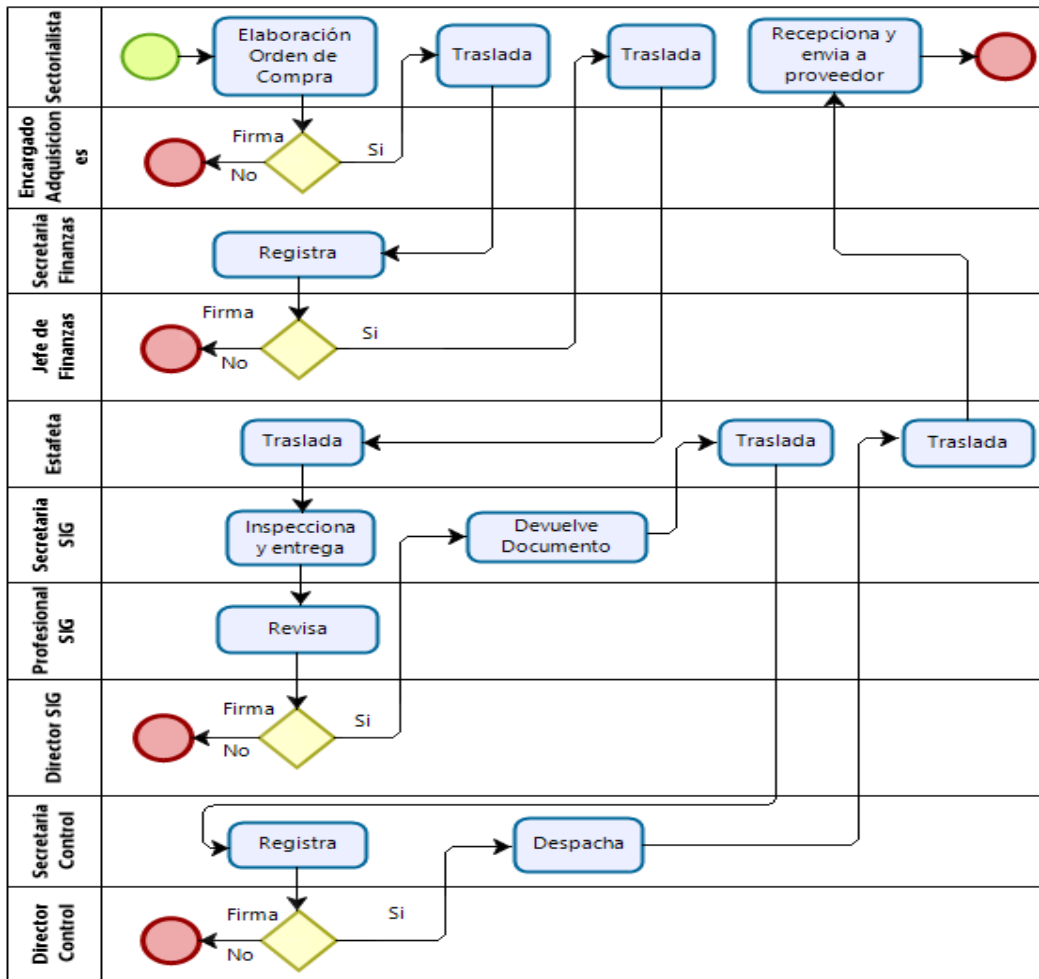 Sectorialista
Elaboración
Orden de
Compra
Traslada
Traslada
Recepciona y
envia a
proveedor
Encargado
Adquisicion
es
Firma
No
Si
Secretaria
Finanzas
Registra
Jefe de
Finanzas
Firma
No
Si
Estafeta
Traslada
Traslada
Traslada
Secretaria
SIG
Inspecciona
y entrega
Devuelve
Documento
Profesional
SIG
Revisa
Director SIG
Firma
No
Si
Secretaria
Control
Registra
Despacha
Director
Control
Firma
No
Si